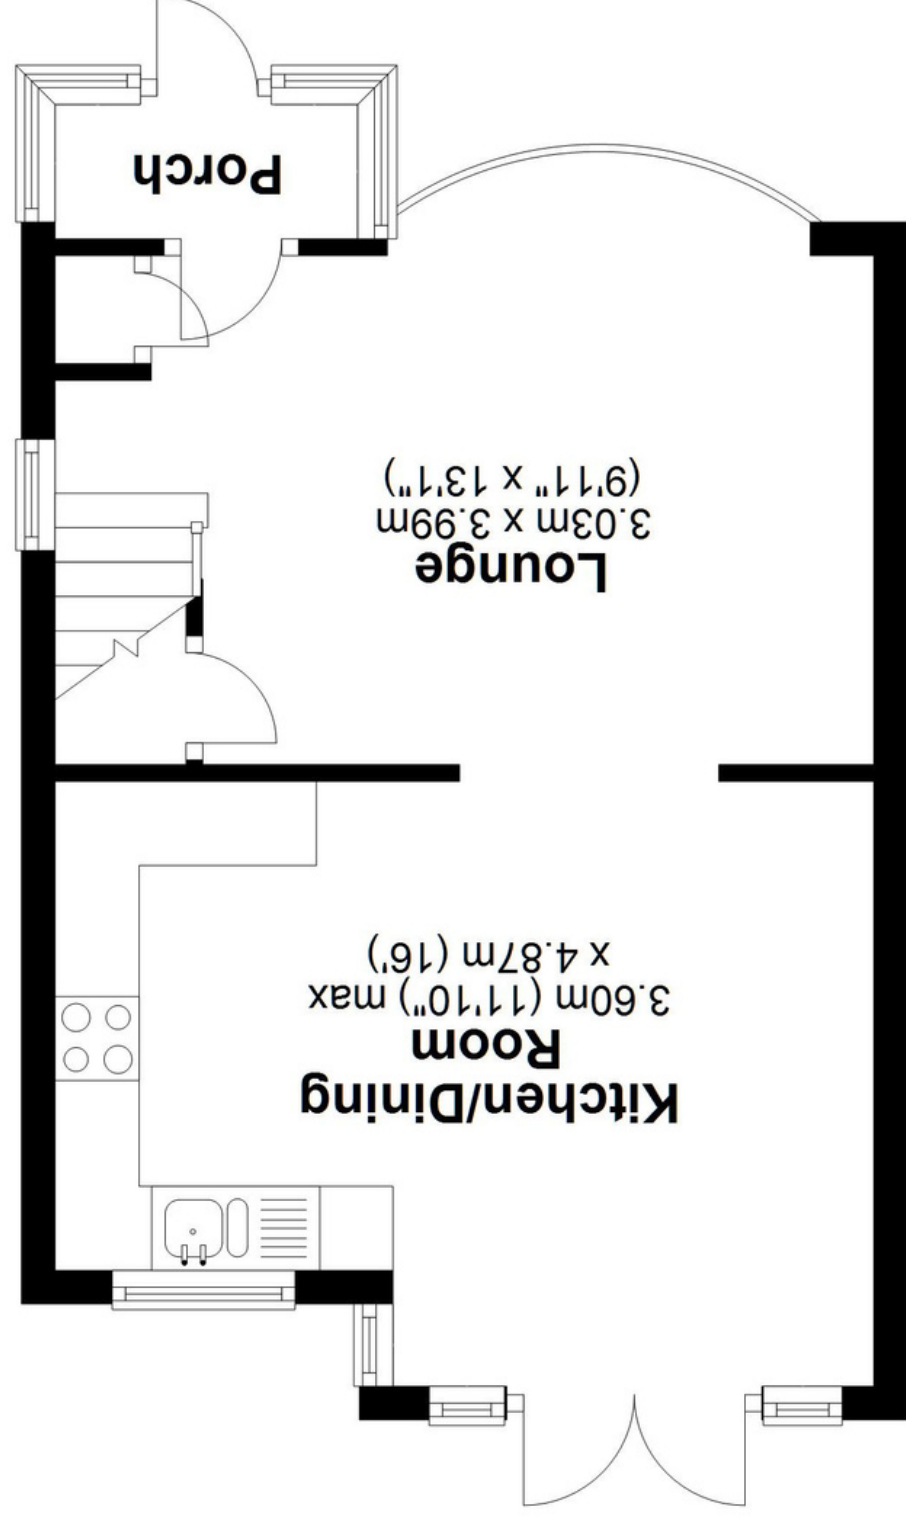 Kitchen/Dining
Room
3.60m (11'10") max
x 4.87m (16')
Lounge
3.03m x 3.99m
(9'11" x 13'1")
Porch